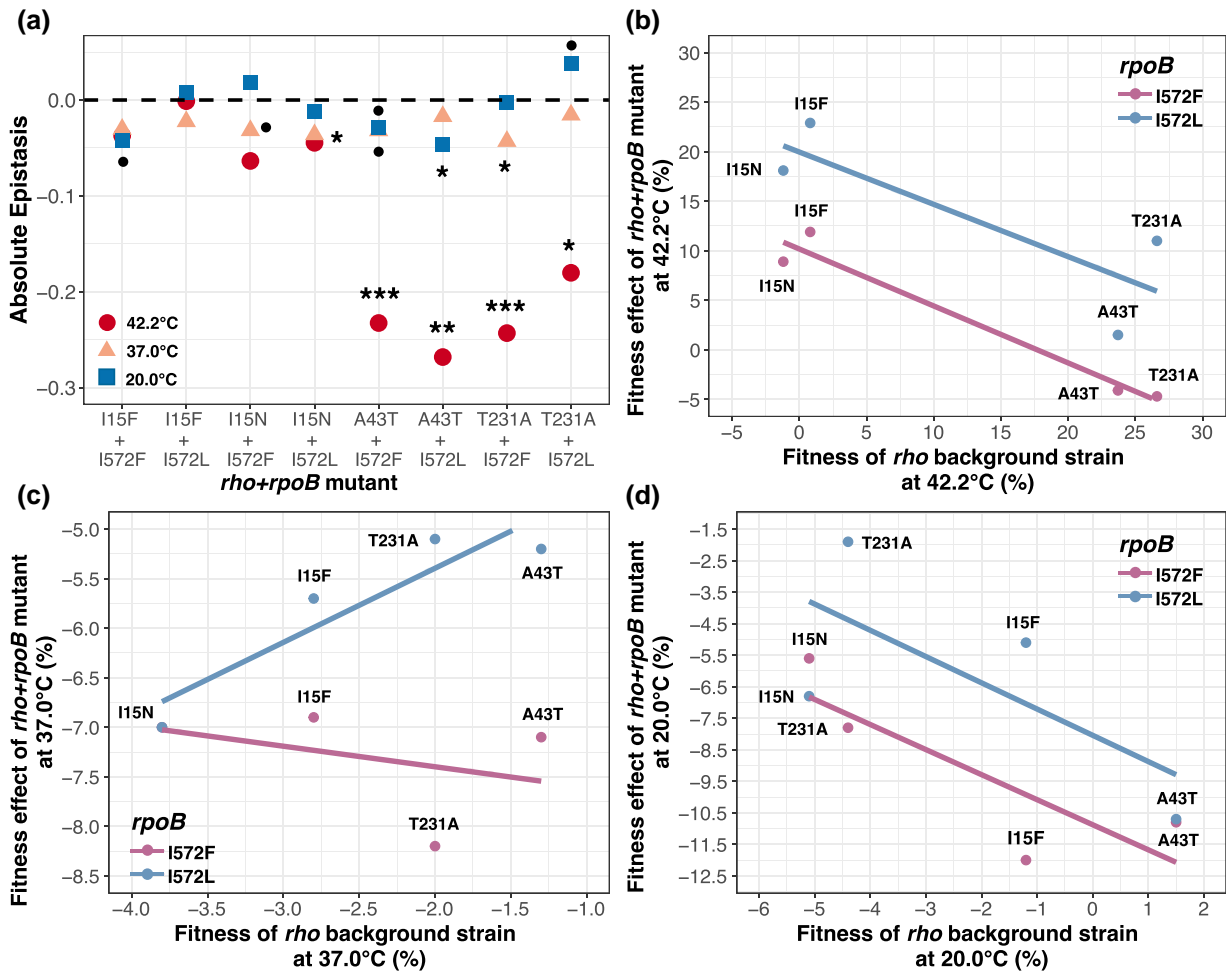 (a)
Absolute Epistasis
0.0
−0.1
−0.2
−0.3
*
*
*
*
***
**
***
42.2°C
37.0°C
20.0°C
I15F I15F I15N I15N A43T A43T T231A T231A
+ + + + + + + +
I572F I572L I572F I572L I572F I572L I572F I572L
rho+rpoB mutant
(b)
Fitness effect of rho+rpoB mutant
at 42.2°C (%)
30
25
20
15
10
5
0
−5
rpoB
I572F
I572L
I15F
I15N
I15F
I15N
T231A
A43T
T231A
A43T
−5 0 5 10 15 20 25 30
Fitness of rho background strain
at 42.2°C (%)
(c)
Fitness effect of rho+rpoB mutant
at 37.0°C (%)
−5.0
−5.5
−6.0
−6.5
−7.0
−7.5
−8.0
−8.5
T231A
A43T
I15F
I15N
I15F
A43T
T231A
rpoB
I572F
I572L
−4.0 −3.5 −3.0 −2.5 −2.0 −1.5 −1.0
Fitness of rho background strain
at 37.0°C (%)
(d)
Fitness effect of rho+rpoB mutant
at 20.0°C (%)
−1.5
−2.5
−3.5
−4.5
−5.5
−6.5
−7.5
−8.5
−9.5
−10.5
−11.5
−12.5
rpoB
I572F
I572L
T231A
I15F
I15N
I15N
T231A
A43T
A43T
I15F
−6 −5 −4 −3 −2 −1 0 1 2
Fitness of rho background strain
at 20.0°C (%)